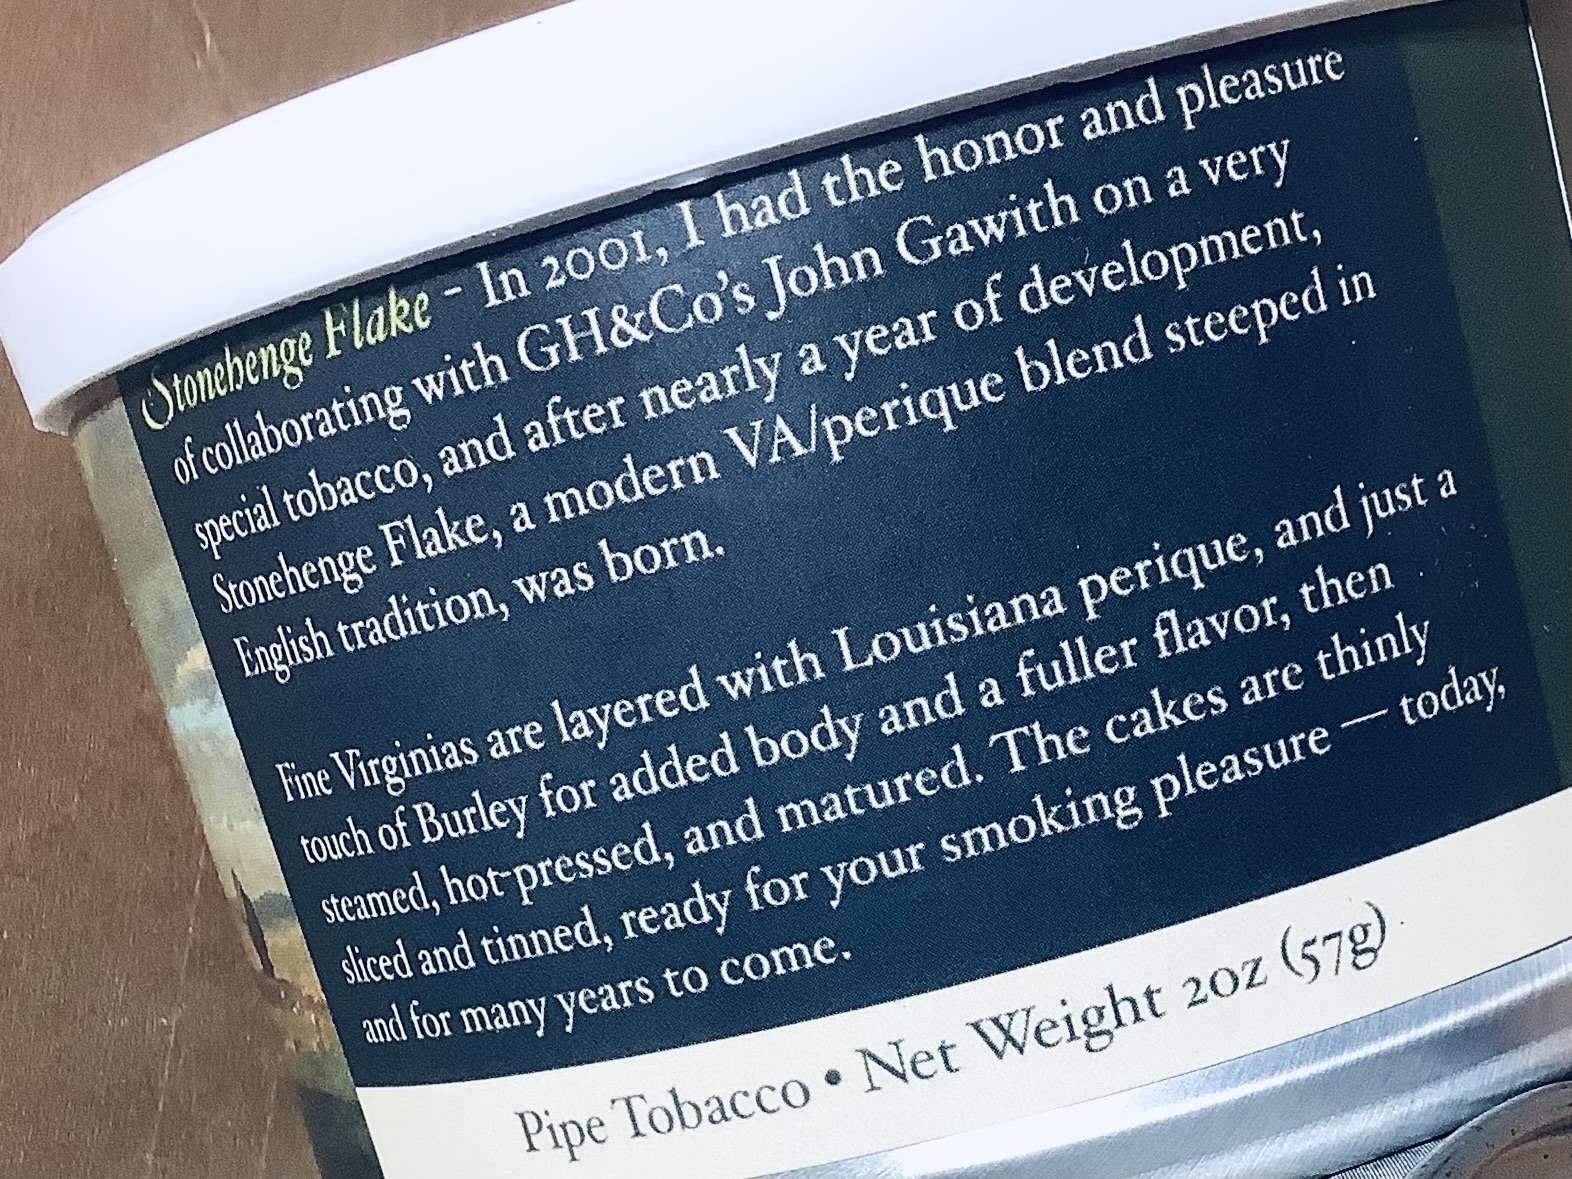 Stonehenge Flake - In 2001, I had the honor and pleasure
of collaborating with GH&Co's John Gawith on a very
special tobacco, and after nearly a year of development,
Stonehenge Flake, a modern VA/perique blend steeped in
English tradition, was born.
Fine Virginias are layered with Louisiana perique, and just a
touch of Burley for added body and a fuller flavor, then
steamed, hot-pressed, and matured. The cakes are thinly
sliced and tinned, ready for your smoking pleasure — today,
and for many years to come.
Pipe Tobacco • Net Weight 2oz (57g)